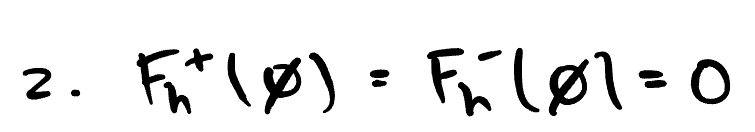 2. F_h^+(ø) = F_h^-(ø) = 0